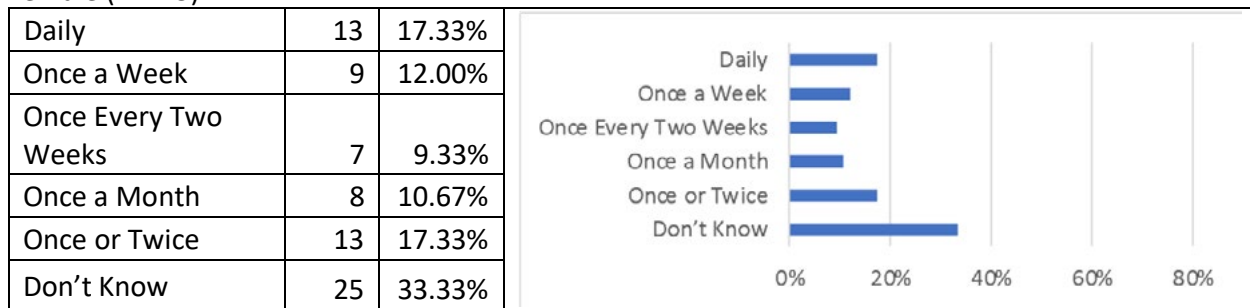 Daily 13 17.33%
Once a Week 9 12.00%
Once Every Two
Weeks 7 9.33%
Once a Month 8 10.67%
Once or Twice 13 17.33%
Don’t Know 25 33.33%
Daily
Once a Week
Once Every Two Weeks
Once a Month
Once or Twice
Don’t Know
0% 20% 40% 60% 80%